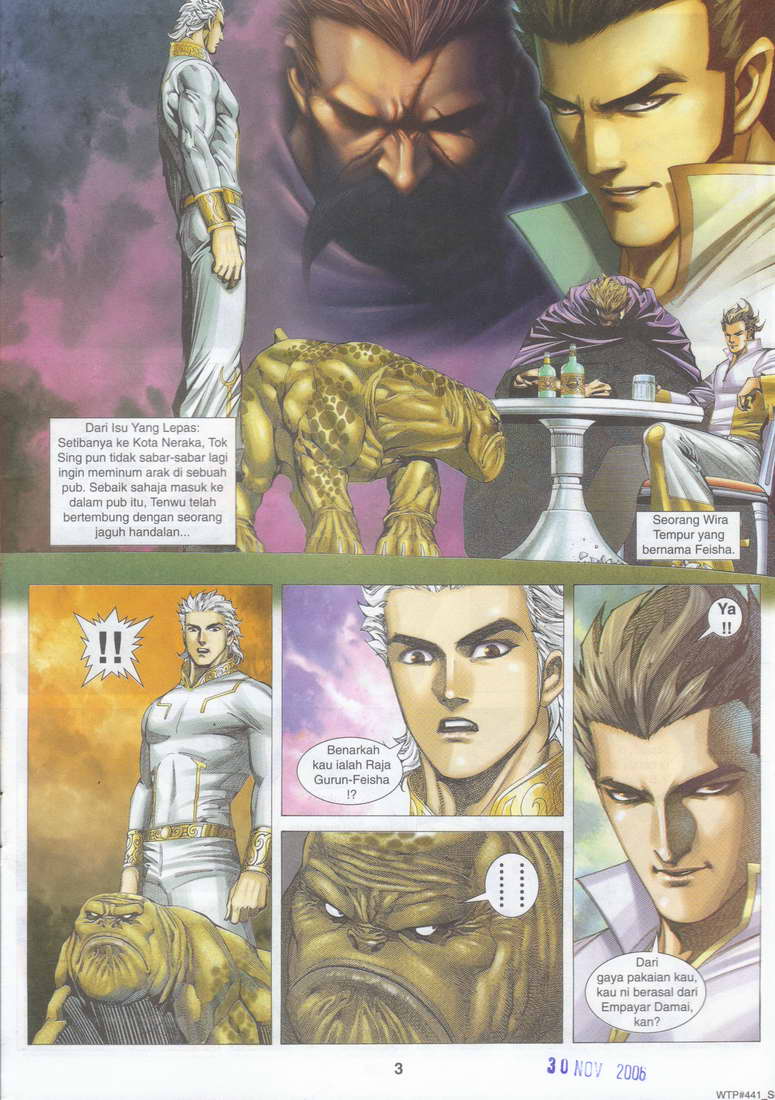 Dari Isu Yang Lepas:
Setibanya ke Kota Neraka, Tok
Sing pun tidak sabar-sabar lagi
ingin meminum arak di sebuah
pub. Sebaik sahaja masuk ke
dalam pub itu, Tenwu telah
bertembung dengan seorang
jaguh handalan...
Seorang Wira
Tempur yang
bernama Feisha.
!!
Benarkah
kau ialah Raja
Gurun-Feisha
!?
Ya
!!
Dari
gaya pakaian kau,
kau ni berasal dari
Empayar Damai,
kan?
3
30 NOV 2006
WTP#441_S